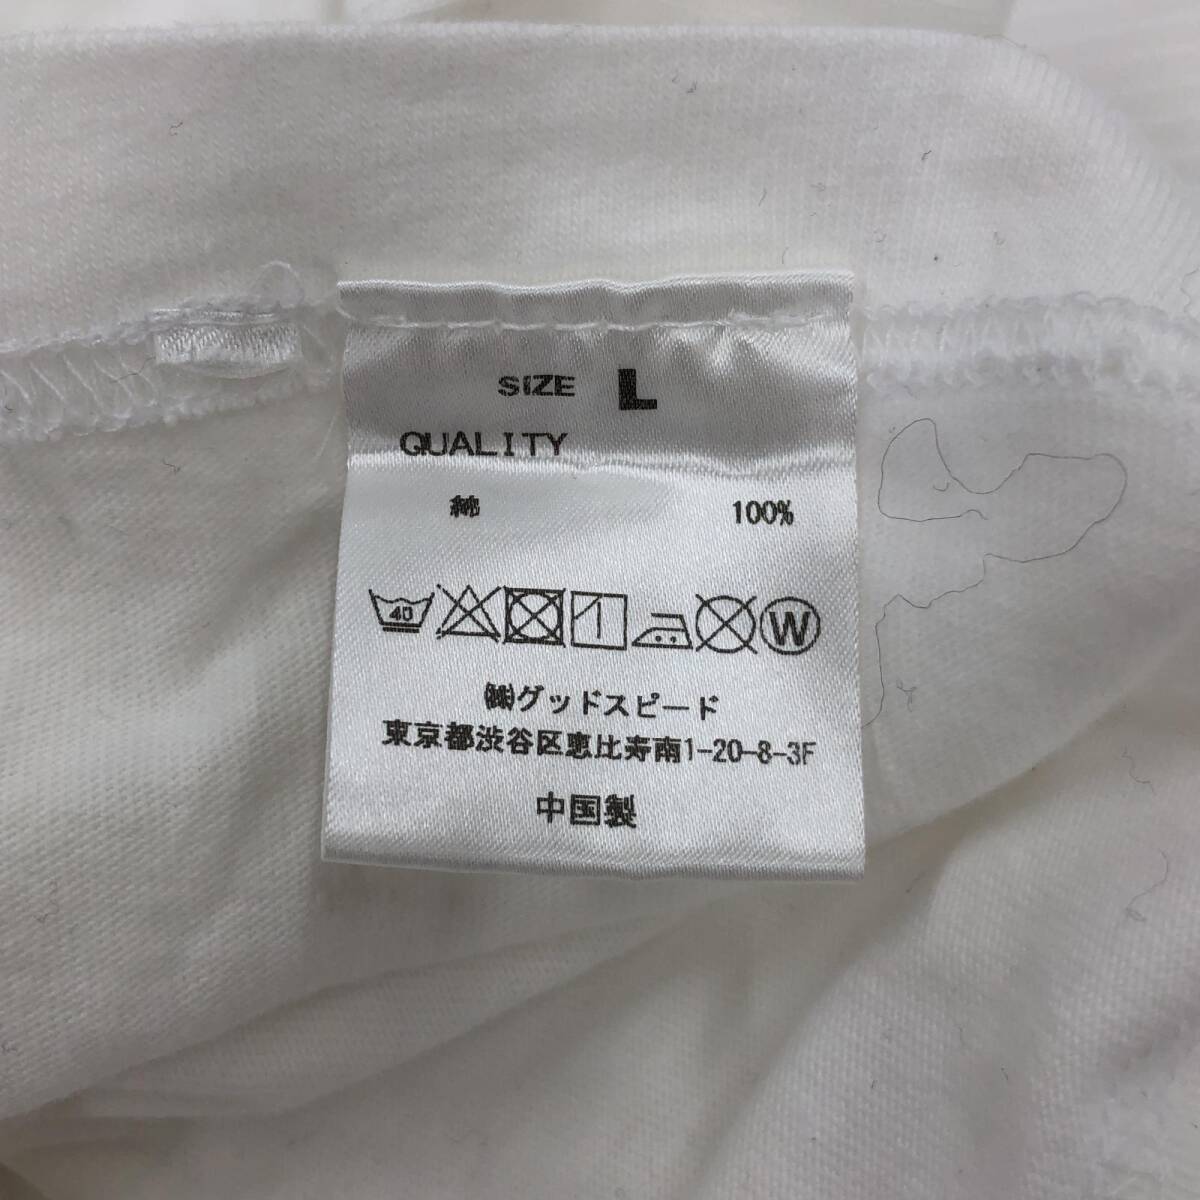 SIZE L
QUALITY
綿 100%
40 W
㈱グッドスピード
東京都渋谷区恵比寿南1-20-8-3F
中国製